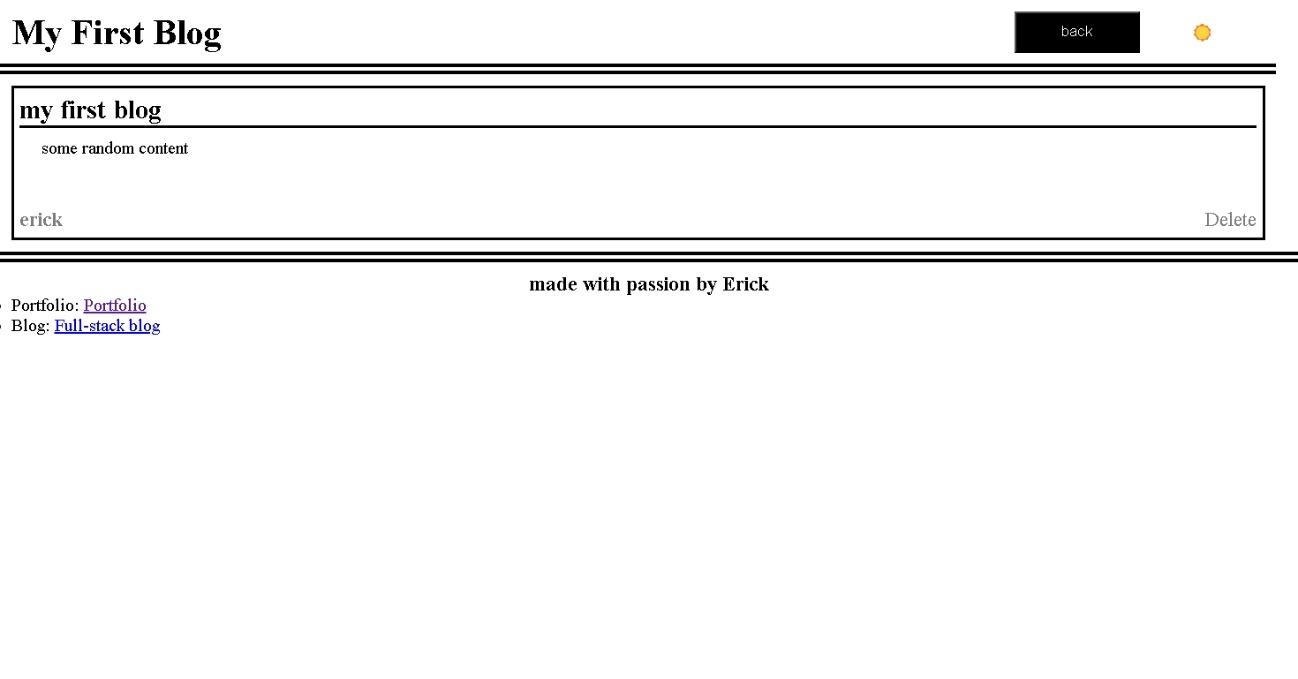 My First Blog
back
my first blog
some random content
erick
Delete
made with passion by Erick
Portfolio: Portfolio
Blog: Full-stack blog